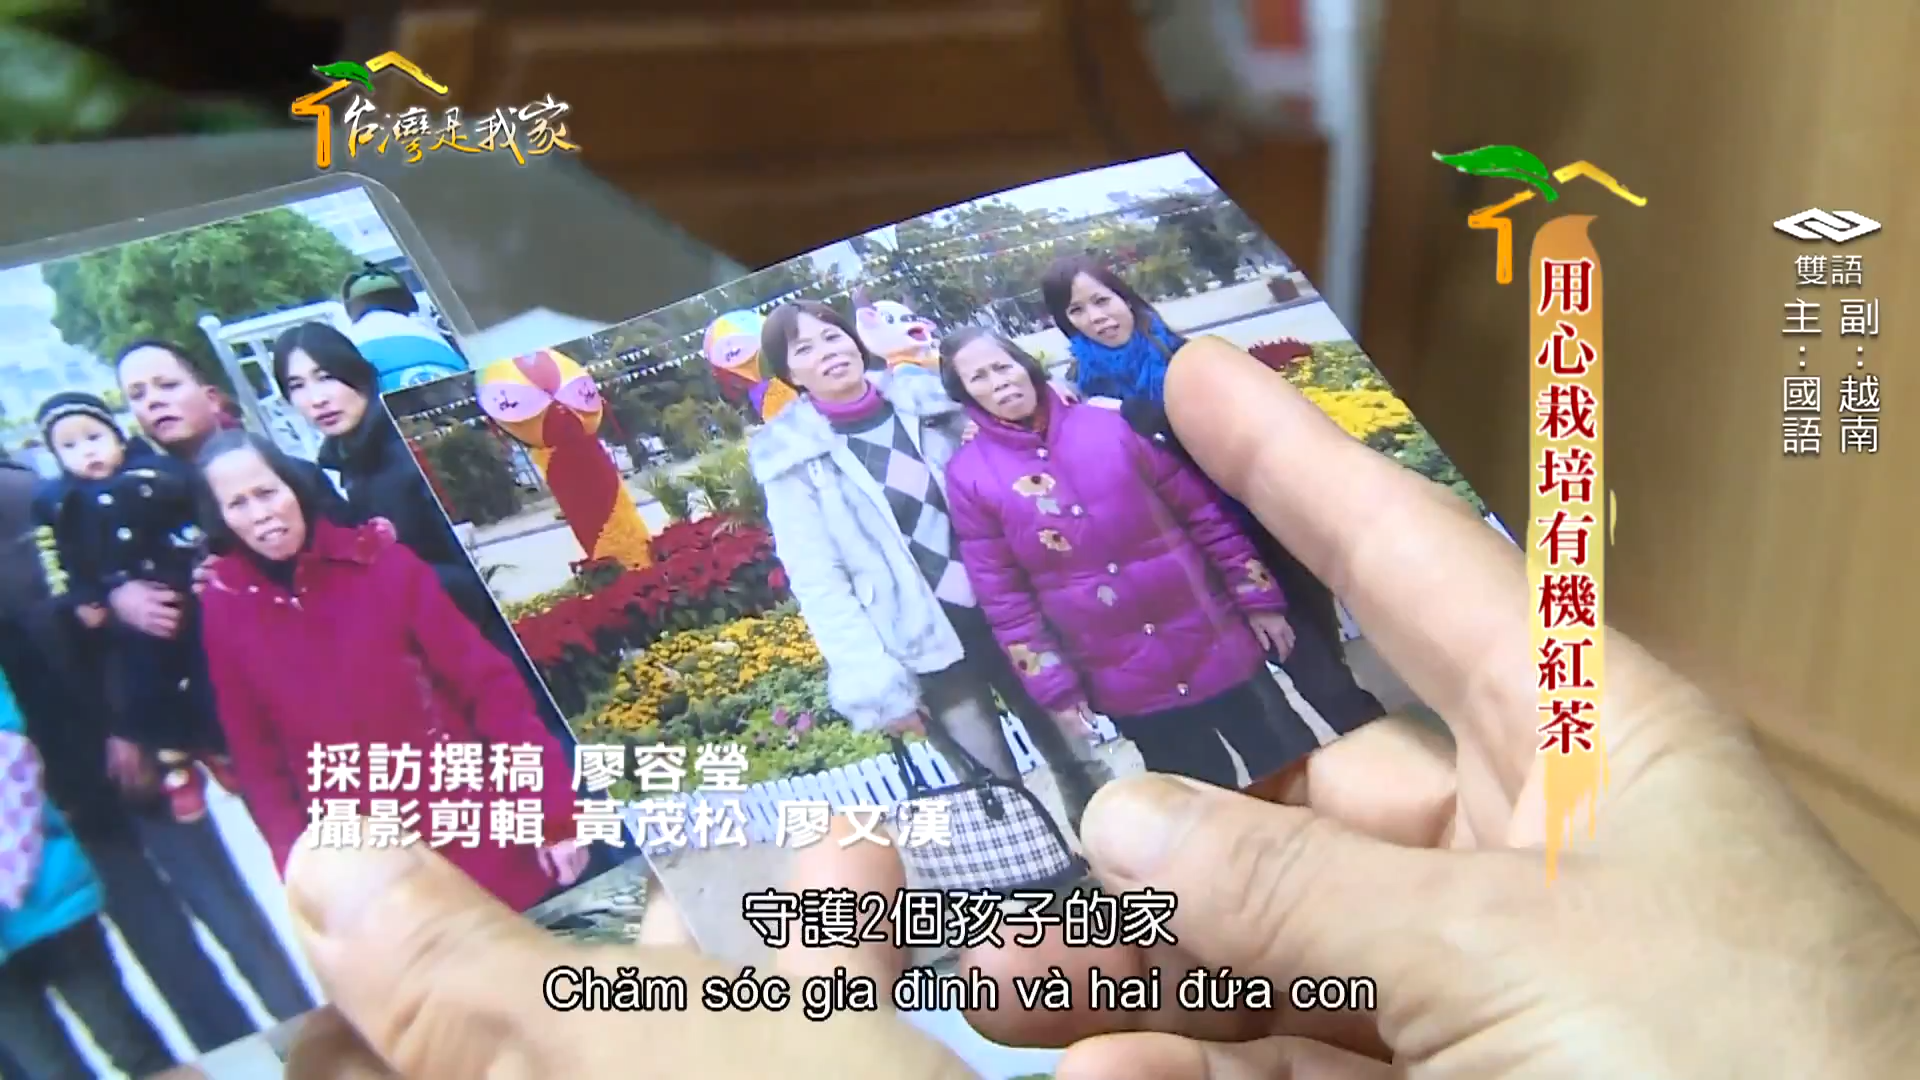 台灣是我家
用心栽培有機紅茶
雙語
主：國語
副：越南
採訪撰稿 廖容瑩
攝影剪輯 黃茂松 廖文漢
守護2個孩子的家
Chăm sóc gia đình và hai đứa con